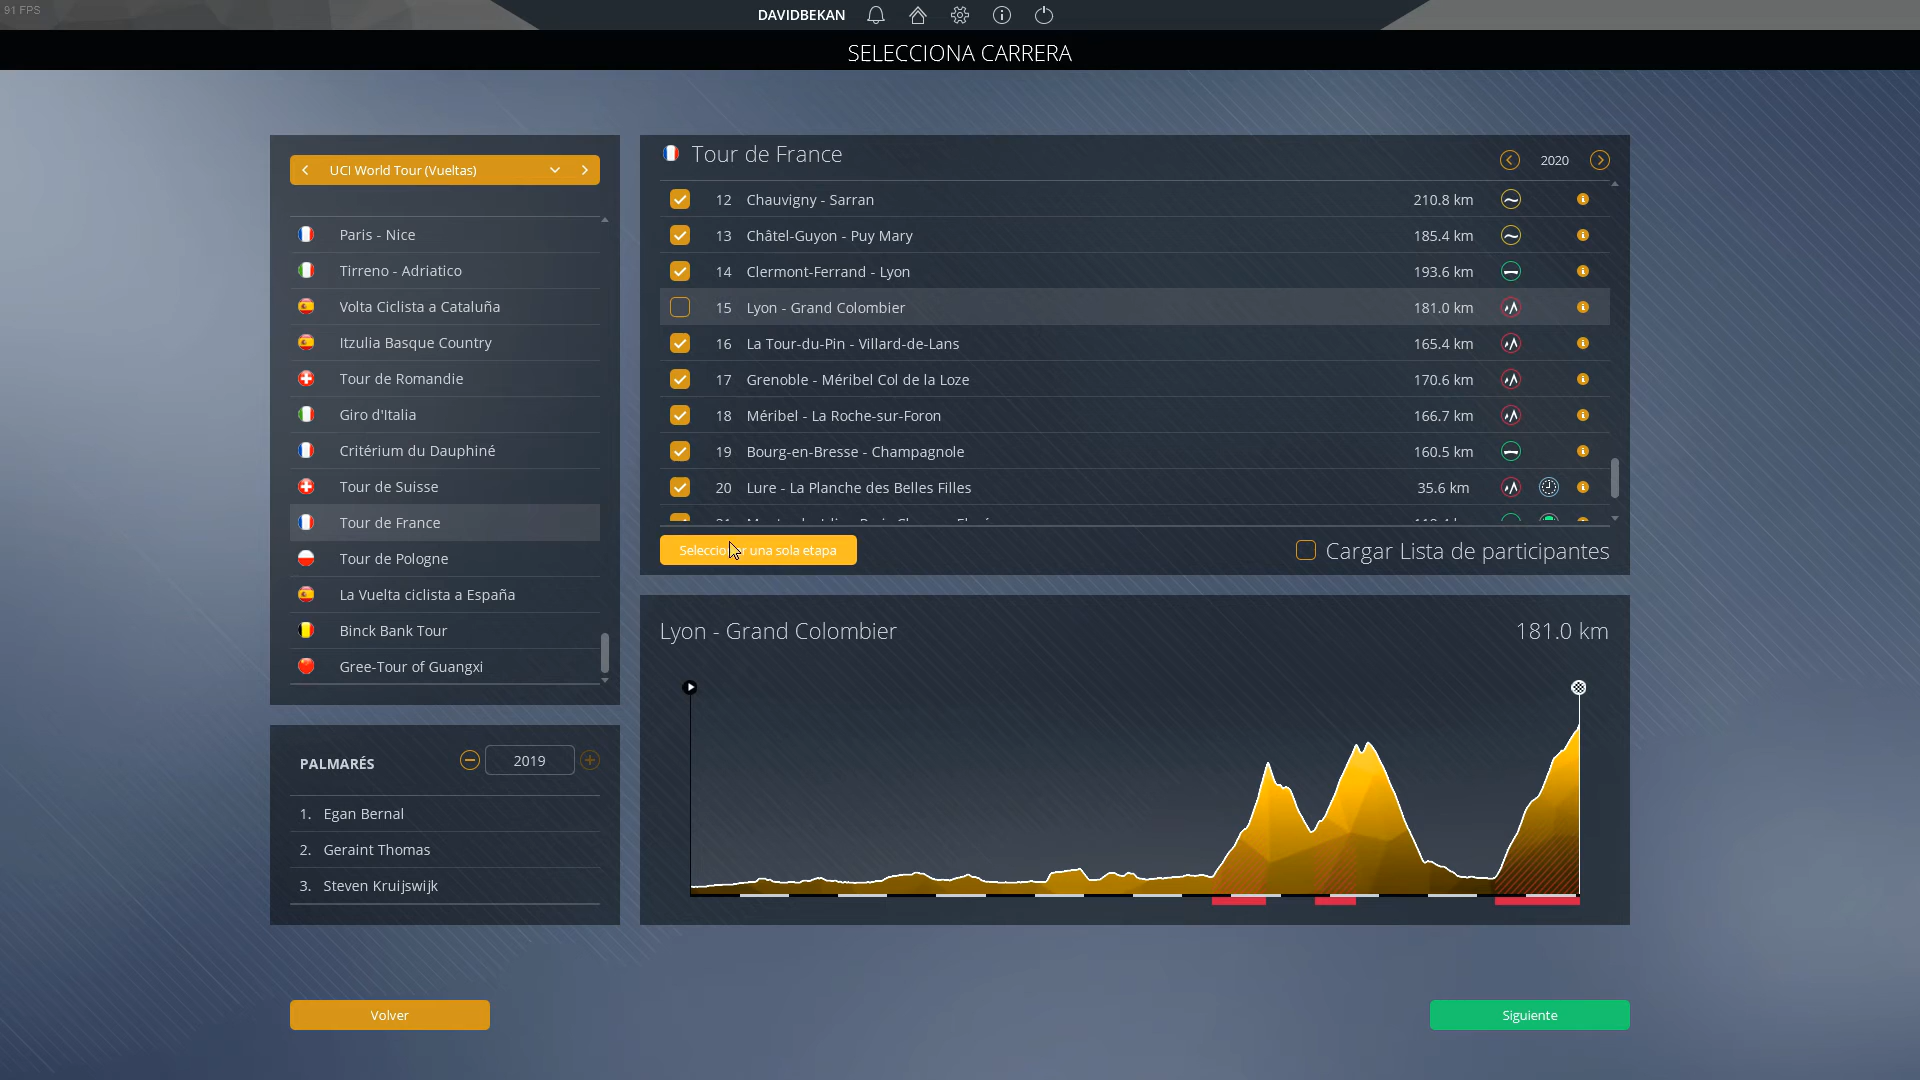 91 FPS
DAVIDBEKAN
SELECCIONA CARRERA
UCI World Tour (Vueltas)
Paris - Nice
Tirreno - Adriatico
Volta Ciclista a Cataluña
Itzulia Basque Country
Tour de Romandie
Giro d'Italia
Critérium du Dauphiné
Tour de Suisse
Tour de France
Tour de Pologne
La Vuelta ciclista a España
Binck Bank Tour
Gree-Tour of Guangxi
PALMARÉS 2019
1. Egan Bernal
2. Geraint Thomas
3. Steven Kruijswijk
Tour de France 2020
12 Chauvigny - Sarran 210.8 km
13 Châtel-Guyon - Puy Mary 185.4 km
14 Clermont-Ferrand - Lyon 193.6 km
15 Lyon - Grand Colombier 181.0 km
16 La Tour-du-Pin - Villard-de-Lans 165.4 km
17 Grenoble - Méribel Col de la Loze 170.6 km
18 Méribel - La Roche-sur-Foron 166.7 km
19 Bourg-en-Bresse - Champagnole 160.5 km
20 Lure - La Planche des Belles Filles 35.6 km
Seleccionar una sola etapa
Cargar Lista de participantes
Lyon - Grand Colombier 181.0 km
Volver
Siguiente